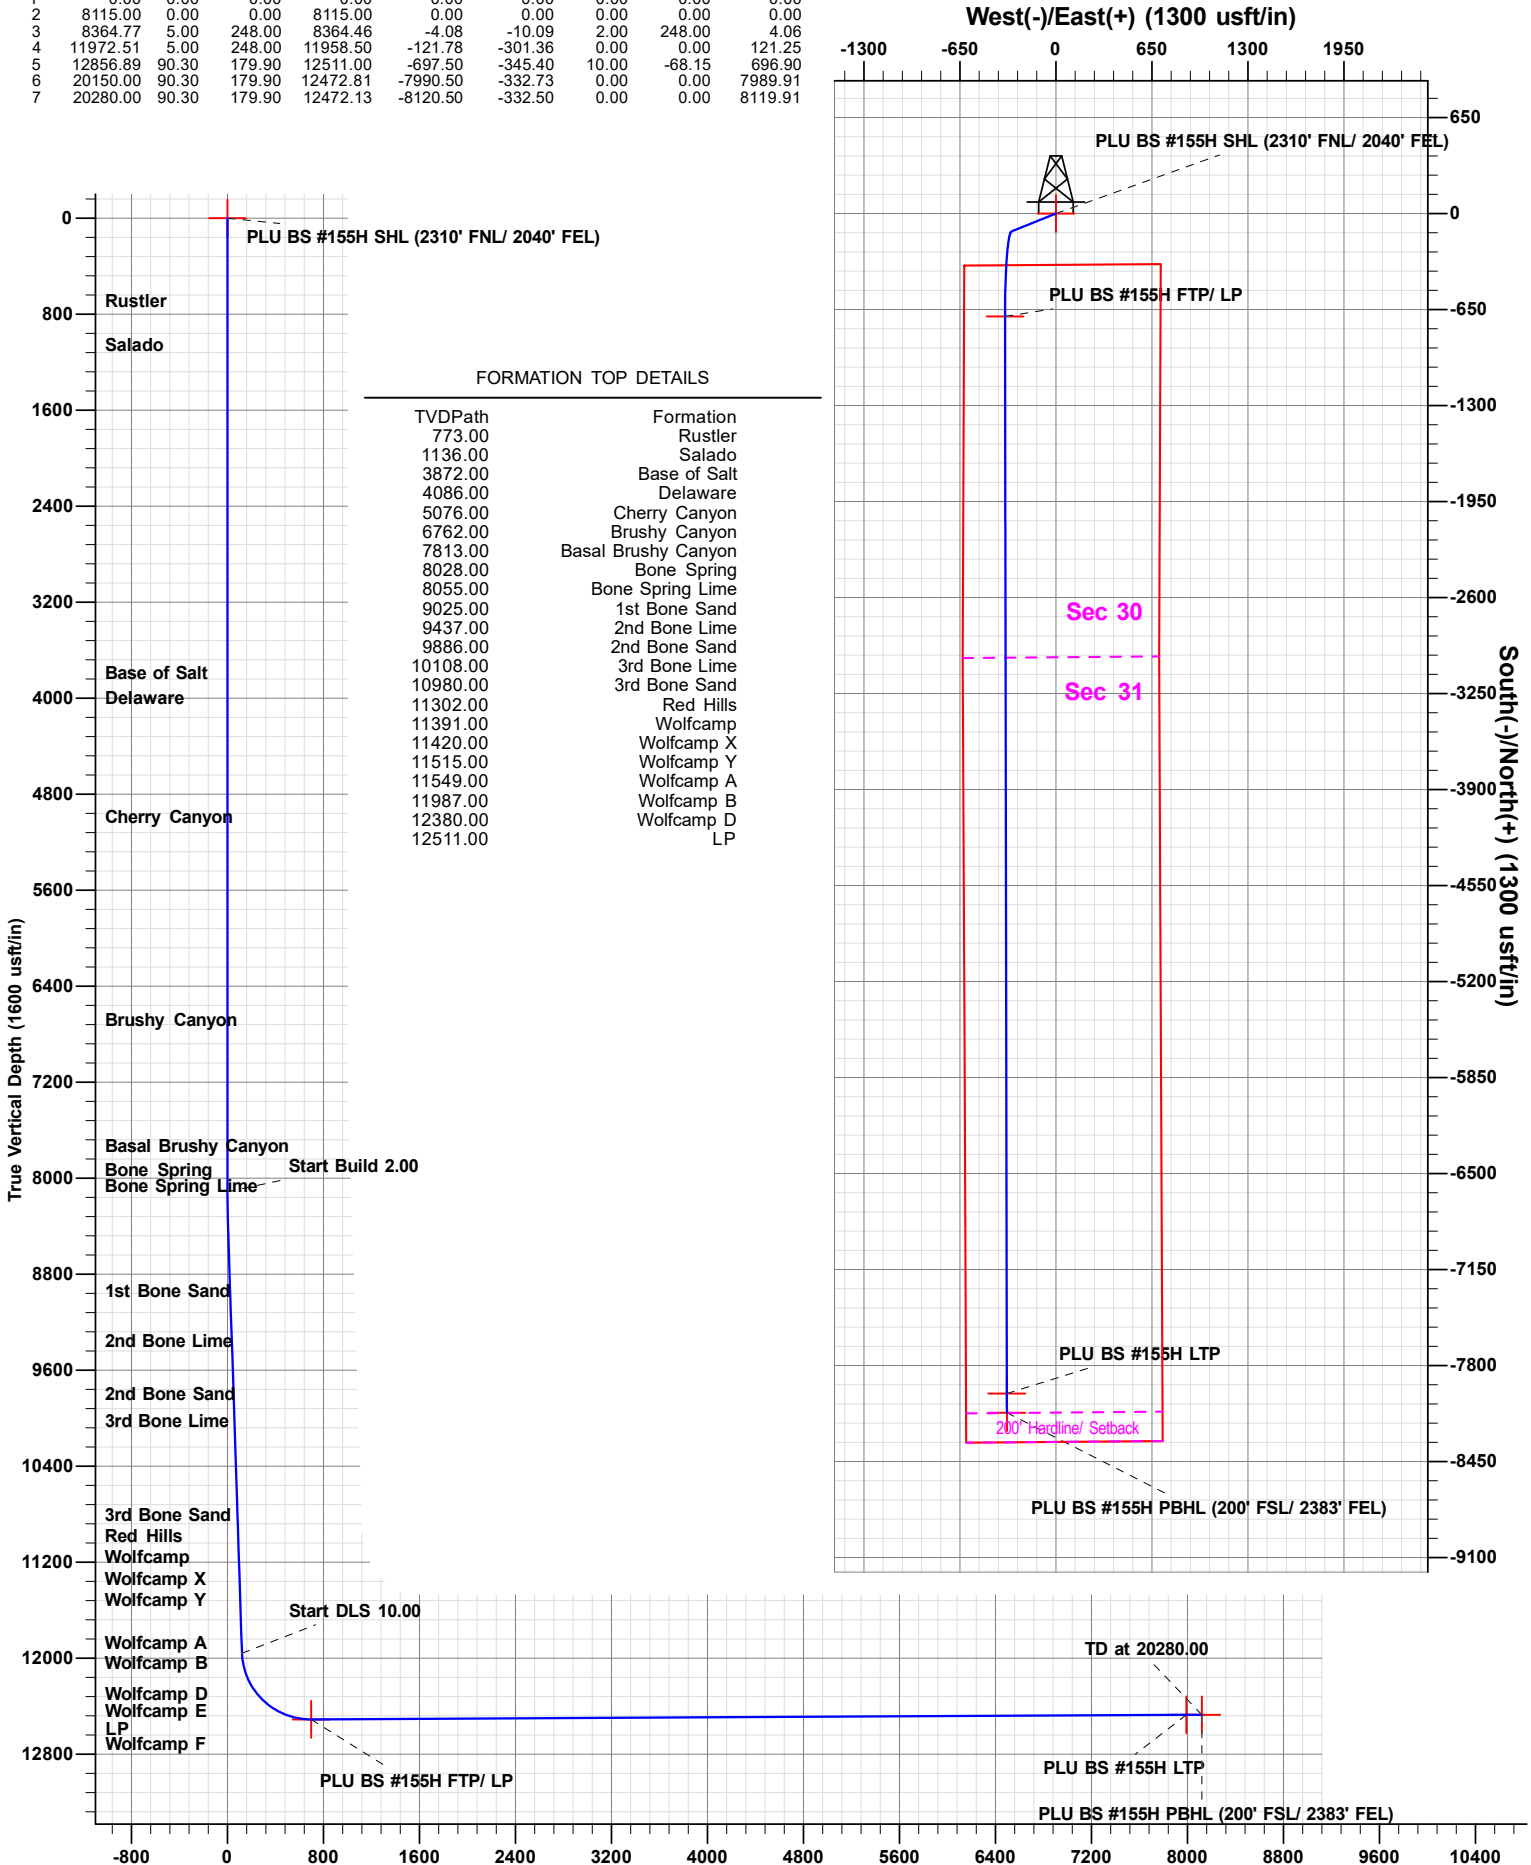 2 8115.00 0.00 0.00 8115.00 0.00 0.00 0.00 0.00 0.00
3 8364.77 5.00 248.00 8364.46 -4.08 -10.09 2.00 248.00 4.06
4 11972.51 5.00 248.00 11958.50 -121.78 -301.36 0.00 0.00 121.25
5 12856.89 90.30 179.90 12511.00 -697.50 -345.40 10.00 -68.15 696.90
6 20150.00 90.30 179.90 12472.81 -7990.50 -332.73 0.00 0.00 7989.91
7 20280.00 90.30 179.90 12472.13 -8120.50 -332.50 0.00 0.00 8119.91
West(-)/East(+) (1300 usft/in)
-1300 -650 0 650 1300 1950
650
0
-650
-1300
-1950
-2600
-3250
-3900
-4550
-5200
-5850
-6500
-7150
-7800
-8450
-9100
South(-)/North(+) (1300 usft/in)
PLU BS #155H SHL (2310' FNL/ 2040' FEL)
PLU BS #155H FTP/ LP
Sec 30
Sec 31
PLU BS #155H LTP
200' Hardline/ Setback
PLU BS #155H PBHL (200' FSL/ 2383' FEL)
FORMATION TOP DETAILS
TVDPath Formation
773.00 Rustler
1136.00 Salado
3872.00 Base of Salt
4086.00 Delaware
5076.00 Cherry Canyon
6762.00 Brushy Canyon
7813.00 Basal Brushy Canyon
8028.00 Bone Spring
8055.00 Bone Spring Lime
9025.00 1st Bone Sand
9437.00 2nd Bone Lime
9886.00 2nd Bone Sand
10108.00 3rd Bone Lime
10980.00 3rd Bone Sand
11302.00 Red Hills
11391.00 Wolfcamp
11420.00 Wolfcamp X
11515.00 Wolfcamp Y
11549.00 Wolfcamp A
11987.00 Wolfcamp B
12380.00 Wolfcamp D
12511.00 LP
True Vertical Depth (1600 usft/in)
0
800
1600
2400
3200
4000
4800
5600
6400
7200
8000
8800
9600
10400
11200
12000
12800
PLU BS #155H SHL (2310' FNL/ 2040' FEL)
Rustler
Salado
Base of Salt
Delaware
Cherry Canyon
Brushy Canyon
Basal Brushy Canyon
Start Build 2.00
Bone Spring
Bone Spring Lime
1st Bone Sand
2nd Bone Lime
2nd Bone Sand
3rd Bone Lime
3rd Bone Sand
Red Hills
Wolfcamp
Wolfcamp X
Wolfcamp Y
Start DLS 10.00
Wolfcamp A
Wolfcamp B
TD at 20280.00
Wolfcamp D
Wolfcamp E
LP
Wolfcamp F
PLU BS #155H LTP
PLU BS #155H FTP/ LP
PLU BS #155H PBHL (200' FSL/ 2383' FEL)
-800 0 800 1600 2400 3200 4000 4800 5600 6400 7200 8000 8800 9600 10400